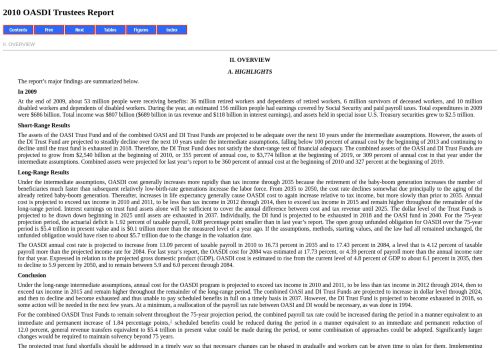 2010 OASDI Trustees Report
Contents Prev Next Tables Figures Index
II. OVERVIEW
II. OVERVIEW
A. HIGHLIGHTS
The report's major findings are summarized below.
In 2009
At the end of 2009, about 53 million people were receiving benefits: 36 million retired workers and dependents of retired workers, 6 million survivors of deceased workers, and 10 million
disabled workers and dependents of disabled workers. During the year, an estimated 156 million people had earnings covered by Social Security and paid payroll taxes. Total expenditures in 2009
were $686 billion. Total income was $807 billion ($689 billion in tax revenue and $118 billion in interest earnings), and assets held in special issue U.S. Treasury securities grew to $2.5 trillion.
Short-Range Results
The assets of the OASI Trust Fund and of the combined OASI and DI Trust Funds are projected to be adequate over the next 10 years under the intermediate assumptions. However, the assets of
the DI Trust Fund are projected to steadily decline over the next 10 years under the intermediate assumptions, falling below 100 percent of annual cost by the beginning of 2013 and continuing to
decline until the trust fund is exhausted in 2018. Therefore, the DI Trust Fund does not satisfy the short-range test of financial adequacy. The combined assets of the OASI and DI Trust Funds are
projected to grow from $2,540 billion at the beginning of 2010, or 355 percent of annual cost, to $3,774 billion at the beginning of 2019, or 309 percent of annual cost in that year under the
intermediate assumptions. Combined assets were projected for last year's report to be 360 percent of annual cost at the beginning of 2010 and 327 percent at the beginning of 2019.
Long-Range Results
Under the intermediate assumptions, OASDI cost generally increases more rapidly than tax income through 2035 because the retirement of the baby-boom generation increases the number of
beneficiaries much faster than subsequent relatively low-birth-rate generations increase the labor force. From 2035 to 2050, the cost rate declines somewhat due principally to the aging of the
already retired baby-boom generation. Thereafter, increases in life expectancy generally cause OASDI cost to again increase relative to tax income, but more slowly than prior to 2035. Annual
cost is projected to exceed tax income in 2010 and 2011, to be less than tax income in 2012 through 2014, then to exceed tax income in 2015 and remain higher throughout the remainder of the
long-range period. Interest earnings on trust fund assets alone will be sufficient to cover the annual difference between cost and tax revenue until 2025. The dollar level of the Trust Funds is
projected to be drawn down beginning in 2025 until assets are exhausted in 2037. Individually, the DI fund is projected to be exhausted in 2018 and the OASI fund in 2040. For the 75-year
projection period, the actuarial deficit is 1.92 percent of taxable payroll, 0.08 percentage point smaller than in last year's report. The open group unfunded obligation for OASDI over the 75-year
period is $5.4 trillion in present value and is $0.1 trillion more than the measured level of a year ago. If the assumptions, methods, starting values, and the law had all remained unchanged, the
unfunded obligation would have risen to about $5.7 trillion due to the change in the valuation date.
The OASDI annual cost rate is projected to increase from 13.09 percent of taxable payroll in 2010 to 16.73 percent in 2035 and to 17.43 percent in 2084, a level that is 4.12 percent of taxable
payroll more than the projected income rate for 2084. For last year's report, the OASDI cost for 2084 was estimated at 17.73 percent, or 4.39 percent of payroll more than the annual income rate
for that year. Expressed in relation to the projected gross domestic product (GDP), OASDI cost is estimated to rise from the current level of 4.8 percent of GDP to about 6.1 percent in 2035, then
to decline to 5.9 percent by 2050, and to remain between 5.9 and 6.0 percent through 2084.
Conclusion
Under the long-range intermediate assumptions, annual cost for the OASDI program is projected to exceed tax income in 2010 and 2011, to be less than tax income in 2012 through 2014, then to
exceed tax income in 2015 and remain higher throughout the remainder of the long-range period. The combined OASI and DI Trust Funds are projected to increase in dollar level through 2024,
and then to decline and become exhausted and thus unable to pay scheduled benefits in full on a timely basis in 2037. However, the DI Trust Fund is projected to become exhausted in 2018, so
some action will be needed in the next few years. At a minimum, a reallocation of the payroll tax rate between OASI and DI would be necessary, as was done in 1994.
For the combined OASDI Trust Funds to remain solvent throughout the 75-year projection period, the combined payroll tax rate could be increased during the period in a manner equivalent to an
immediate and permanent increase of 1.84 percentage points,¹ scheduled benefits could be reduced during the period in a manner equivalent to an immediate and permanent reduction of
12.0 percent, general revenue transfers equivalent to $5.4 trillion in present value could be made during the period, or some combination of approaches could be adopted. Significantly larger
changes would be required to maintain solvency beyond 75 years.
The projected trust fund shortfalls should be addressed in a timely way so that necessary changes can be phased in gradually and workers can be given time to plan for them. Implementing